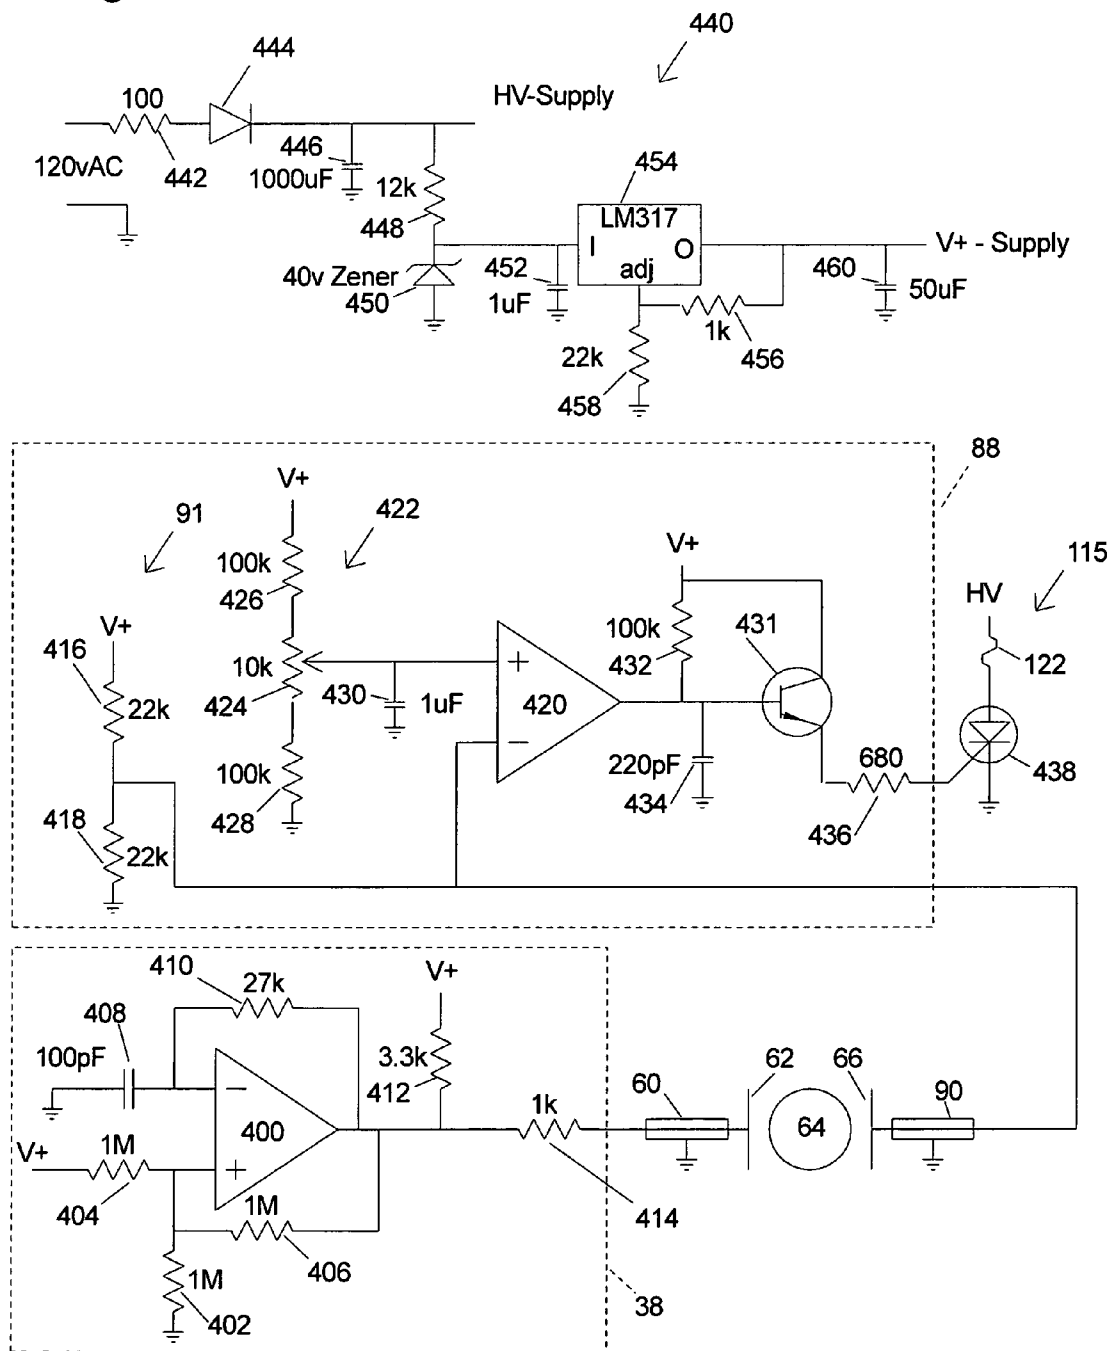 440
444
100
HV-Supply
120vAC
442
446
1000uF
12k
448
454
LM317
I
O
adj
V+ - Supply
40v Zener
450
452
1uF
460
50uF
1k
456
22k
458
88
V+
91
422
115
V+
100k
426
HV
V+
416
100k
432
431
122
10k
424
430
1uF
+
420
22k
438
220pF
434
680
436
100k
428
−
418
22k
410
27k
V+
408
100pF
3.3k
412
62
66
60
90
−
400
1k
64
V+
1M
+
404
1M
406
414
1M
402
38